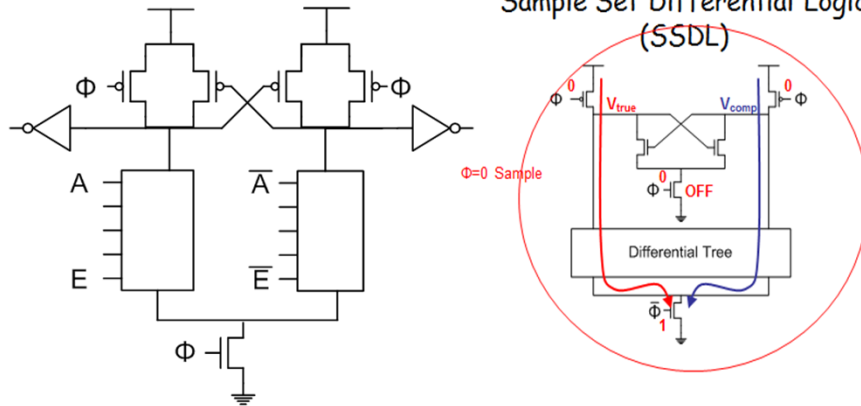 Sample Set Differential Logic
(SSDL)
Φ
Φ
A
E
A̅
E̅
Φ
Φ=0 Sample
0
Φ
V_true
V_comp
0
Φ
0
Φ
OFF
Differential Tree
Φ̅
1